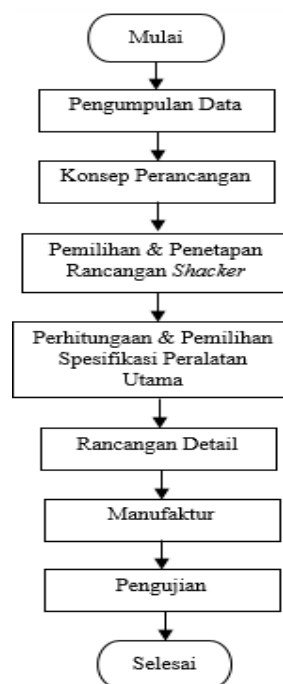 Mulai
Pengumpulan Data
Konsep Perancangan
Pemilihan & Penetapan
Rancangan Shacker
Perhitungaan & Pemilihan
Spesifikasi Peralatan
Utama
Rancangan Detail
Manufaktur
Pengujian
Selesai